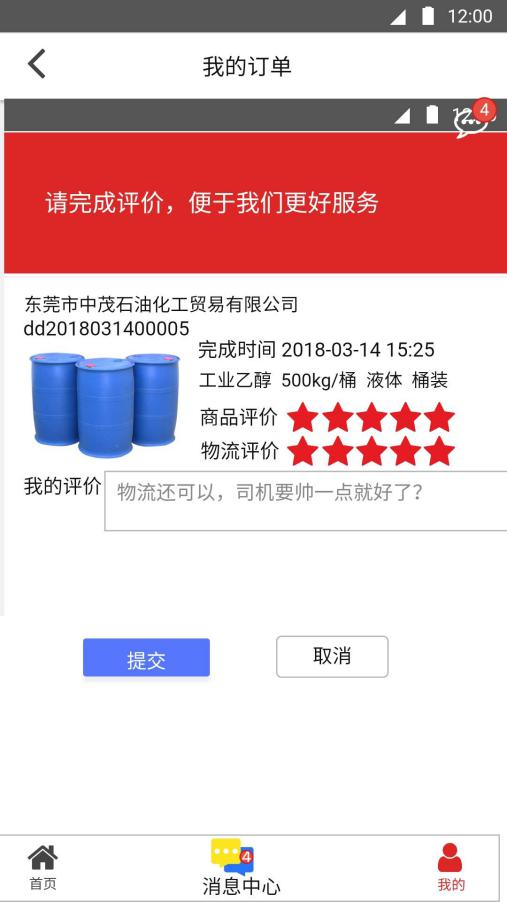 12:00
我的订单
4
请完成评价，便于我们更好服务
东莞市中茂石油化工贸易有限公司
dd2018031400005
完成时间 2018-03-14 15:25
工业乙醇 500kg/桶 液体 桶装
商品评价
物流评价
我的评价
物流还可以，司机要帅一点就好了？
提交
取消
4
首页
消息中心
我的